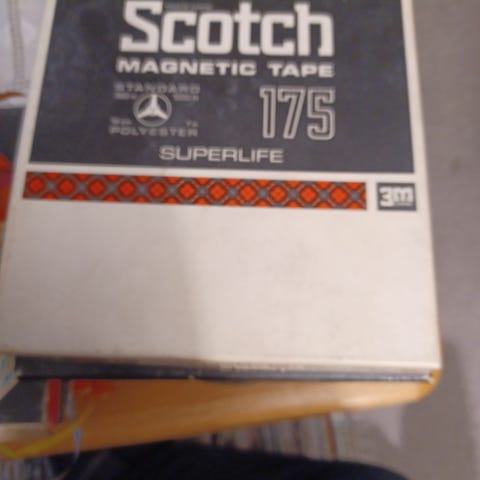 Scotch
MAGNETIC TAPE
STANDARD
175
POLYESTER
SUPERLIFE
3M